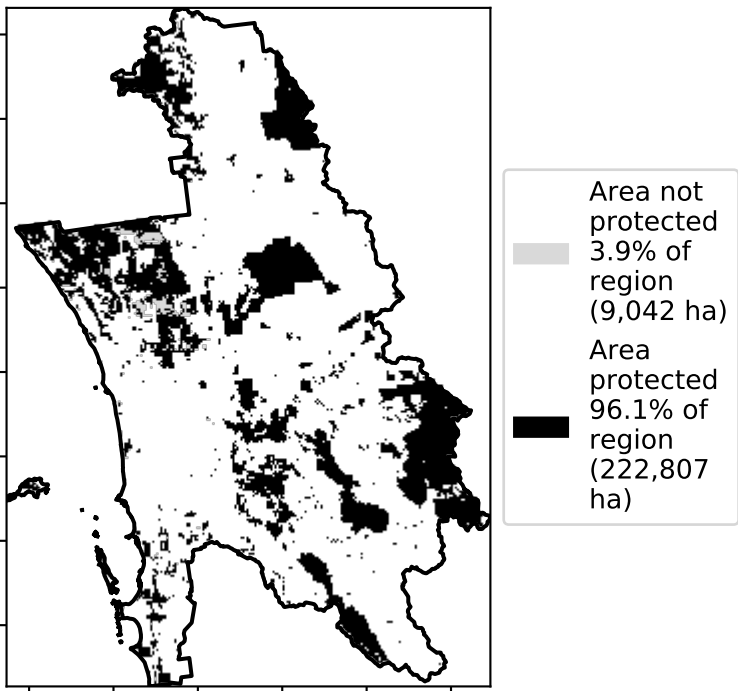 Area not
protected
3.9% of
region
(9,042 ha)
Area
protected
96.1% of
region
(222,807
ha)